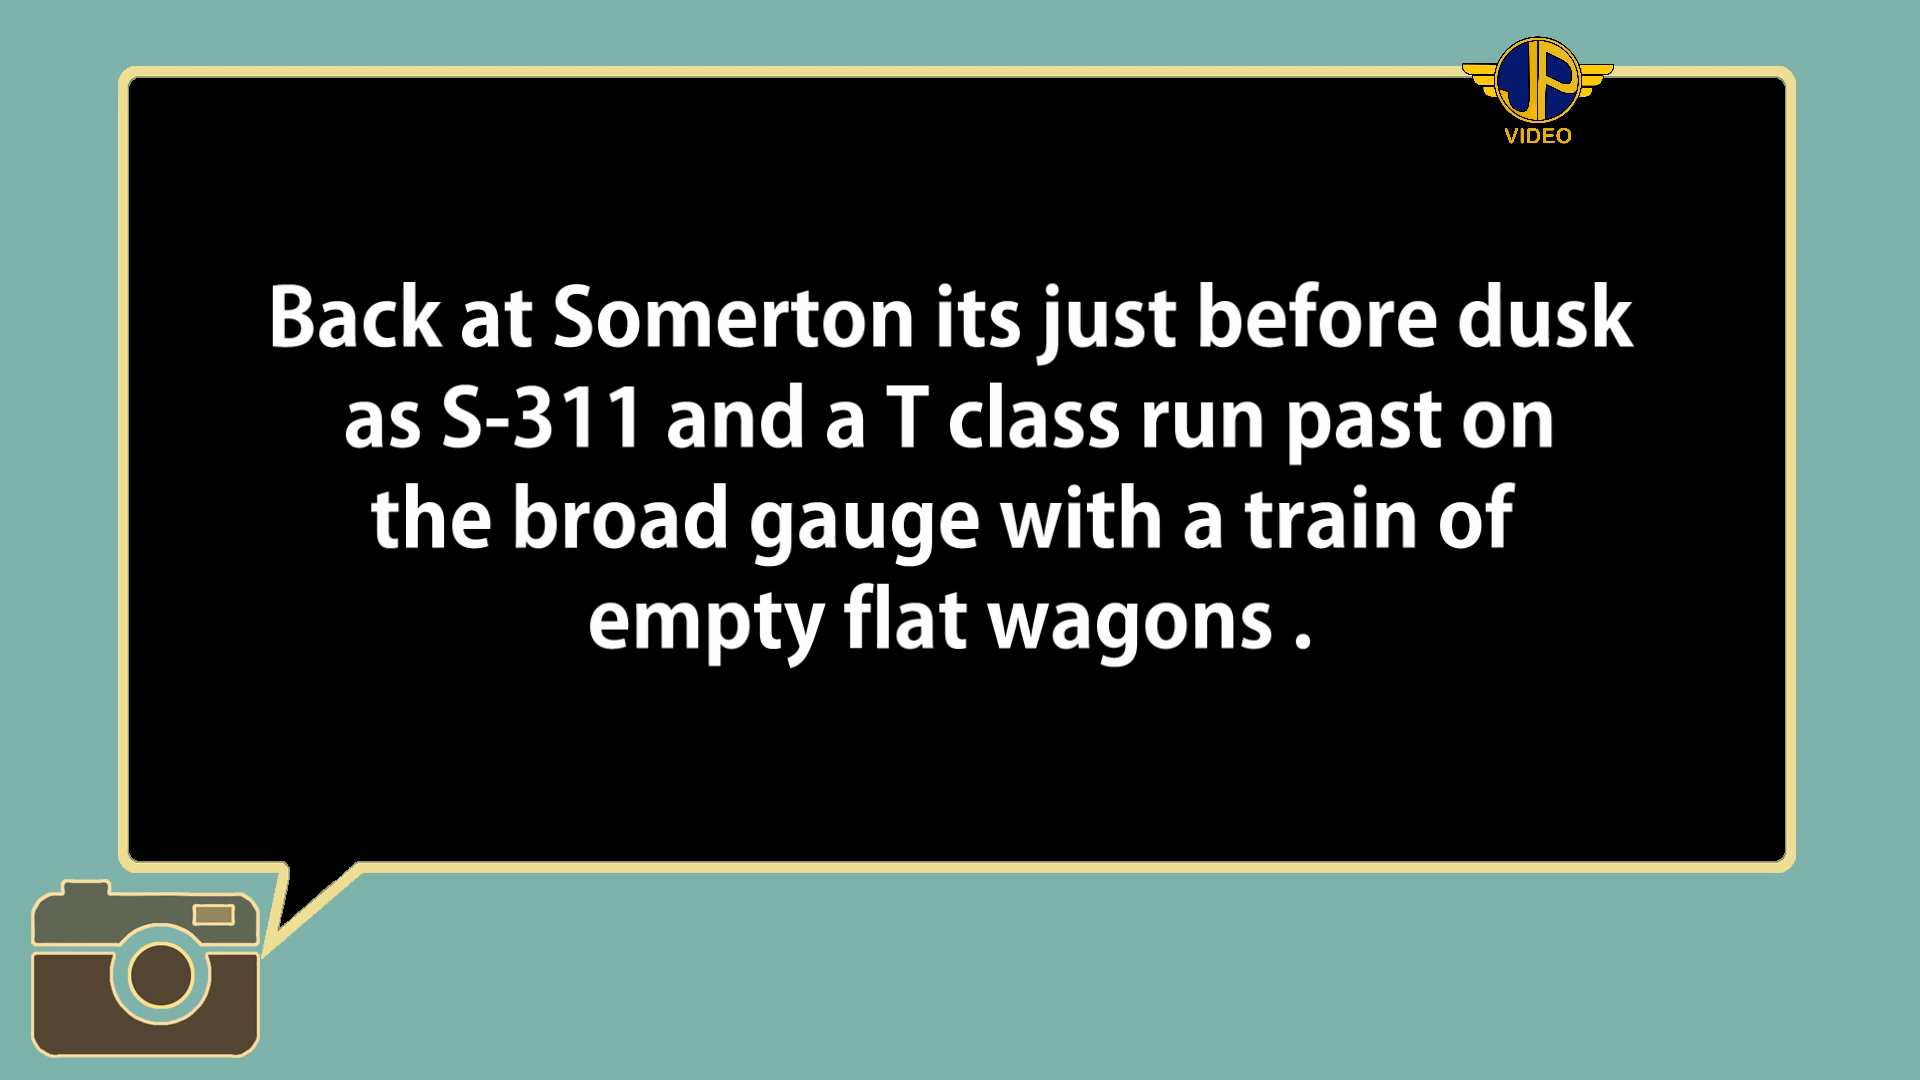 JP
VIDEO
Back at Somerton its just before dusk
as S-311 and a T class run past on
the broad gauge with a train of
empty flat wagons .